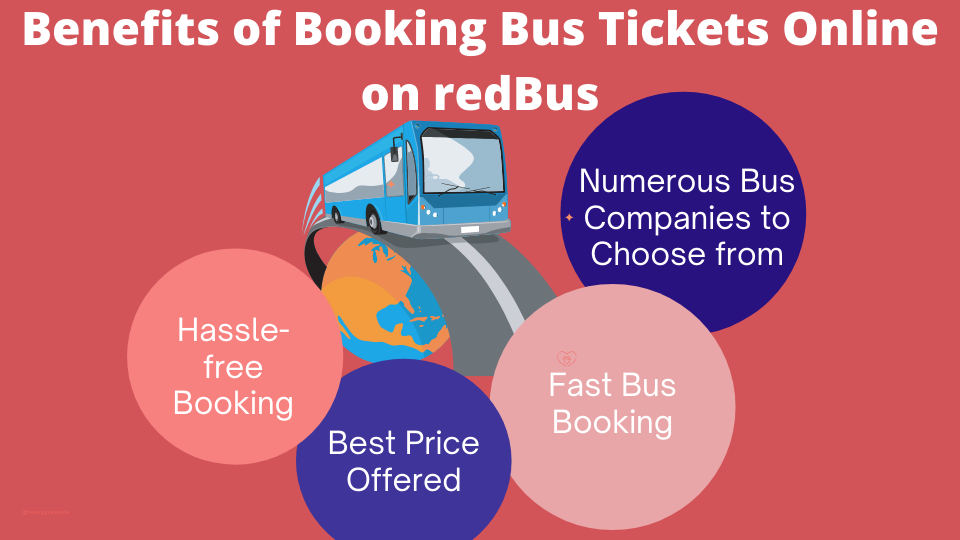 Benefits of Booking Bus Tickets Online
on redBus
Numerous Bus
Companies to
Choose from
Hassle-
free
Booking
Fast Bus
Booking
Best Price
Offered